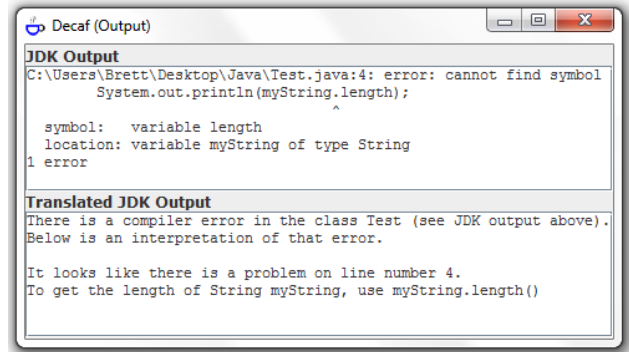 Decaf (Output)
JDK Output
C:\Users\Brett\Desktop\Java\Test.java:4: error: cannot find symbol
System.out.println(myString.length);
^
symbol: variable length
location: variable myString of type String
1 error
Translated JDK Output
There is a compiler error in the class Test (see JDK output above).
Below is an interpretation of that error.
It looks like there is a problem on line number 4.
To get the length of String myString, use myString.length()